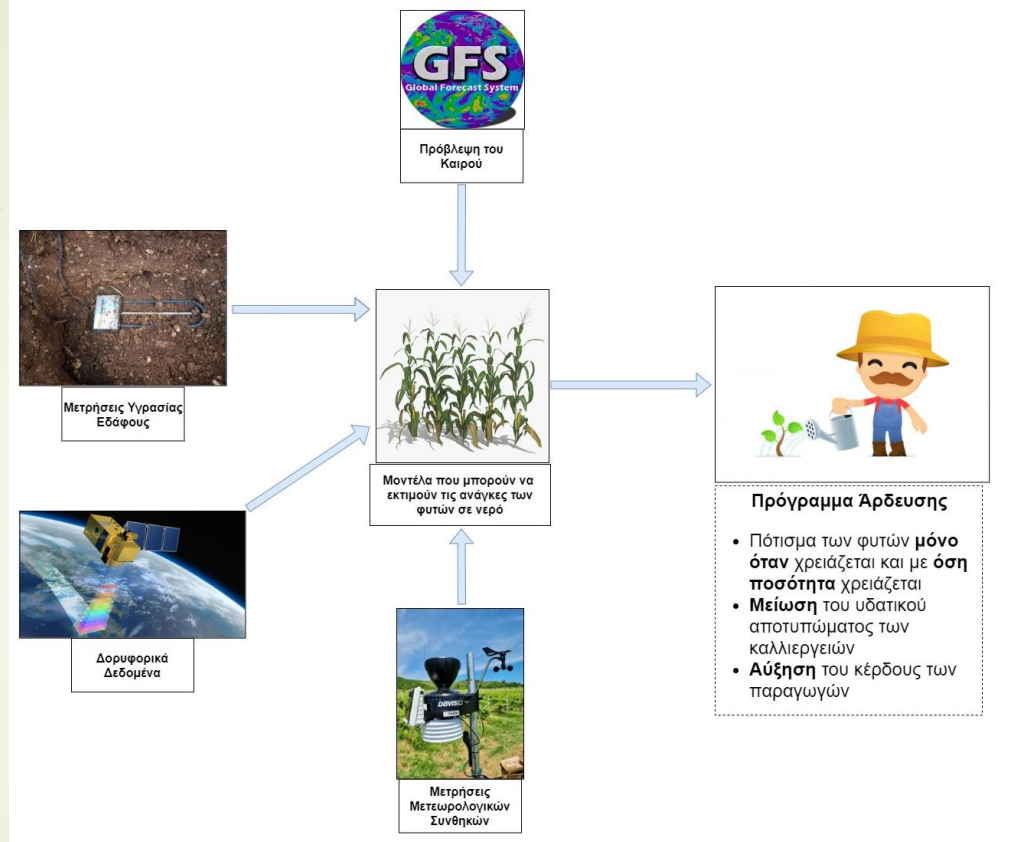 GFS
Global Forecast System
Πρόβλεψη του
Καιρού
Μετρήσεις Υγρασίας
Εδάφους
Μοντέλα που μπορούν να
εκτιμούν τις ανάγκες των
φυτών σε νερό
Δορυφορικά
Δεδομένα
DAVIS
Μετρήσεις
Μετεωρολογικών
Συνθηκών
Πρόγραμμα Άρδευσης
• Πότισμα των φυτών μόνο
όταν χρειάζεται και με όση
ποσότητα χρειάζεται
• Μείωση του υδατικού
αποτυπώματος των
καλλιεργειών
• Αύξηση του κέρδους των
παραγωγών